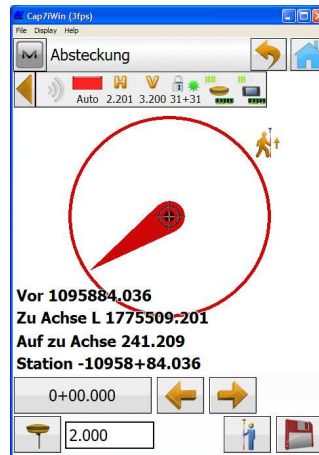 Cap7iWin (3fps)
File Display Help
Absteckung
H V
Auto 2.201 3.200 31+31
Vor 1095884.036
Zu Achse L 1775509.201
Auf zu Achse 241.209
Station -10958+84.036
0+00.000
2.000